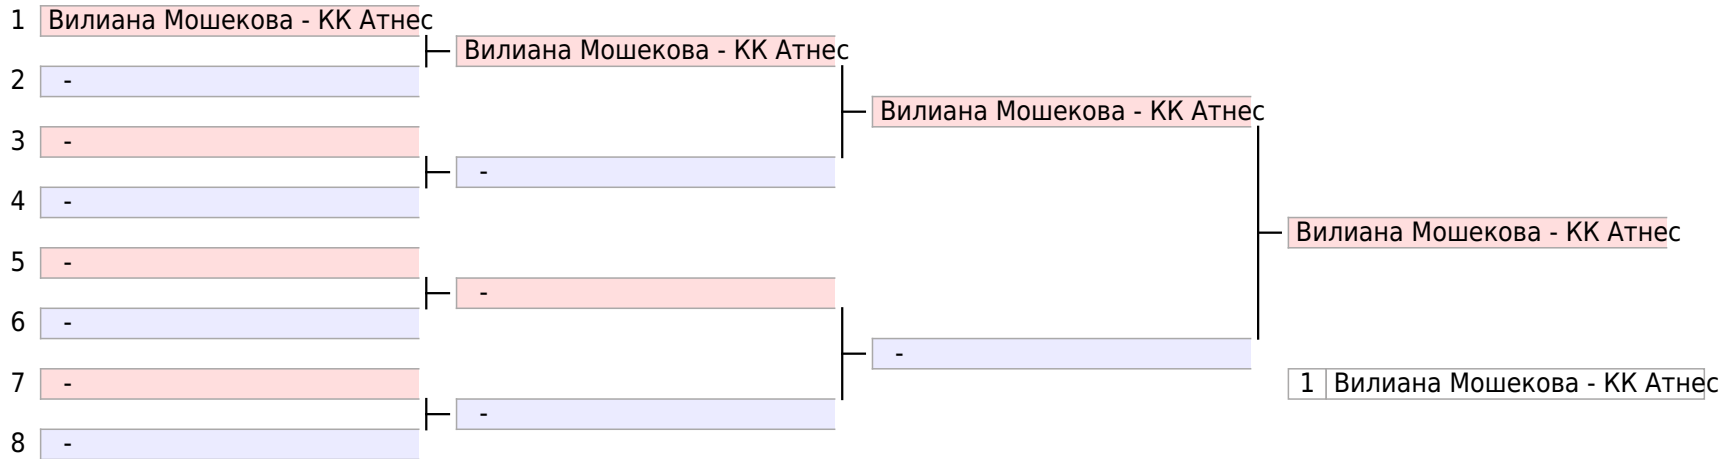 1 Вилиана Мошекова - КК Атнес
Вилиана Мошекова - КК Атнес
2 -
Вилиана Мошекова - КК Атнес
3 -
-
4 -
Вилиана Мошекова - КК Атнес
5 -
-
6 -
-
7 -
1 Вилиана Мошекова - КК Атнес
-
8 -